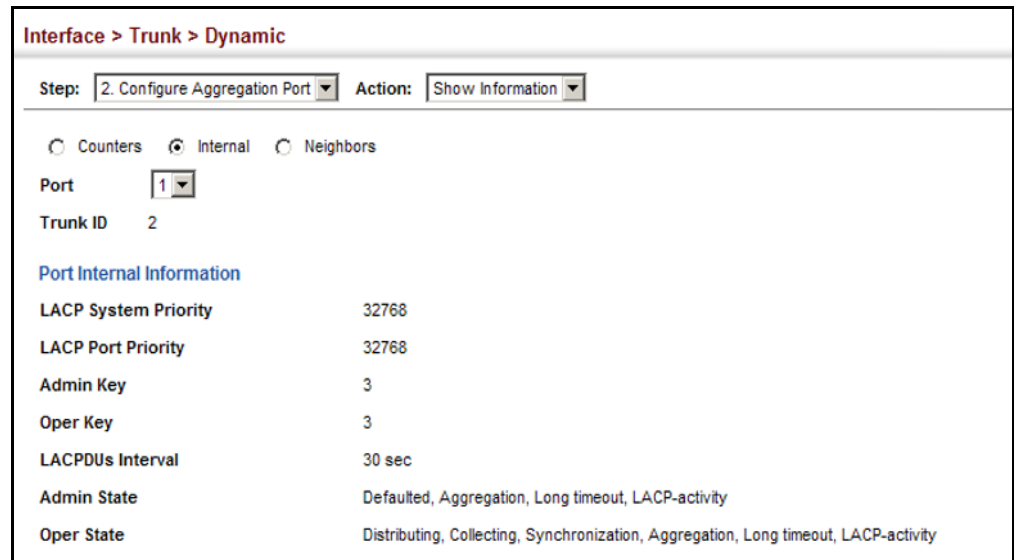 Interface > Trunk > Dynamic
Step: 2. Configure Aggregation Port Action: Show Information
Counters Internal Neighbors
Port 1
Trunk ID 2
Port Internal Information
LACP System Priority 32768
LACP Port Priority 32768
Admin Key 3
Oper Key 3
LACPDUs Interval 30 sec
Admin State Defaulted, Aggregation, Long timeout, LACP-activity
Oper State Distributing, Collecting, Synchronization, Aggregation, Long timeout, LACP-activity